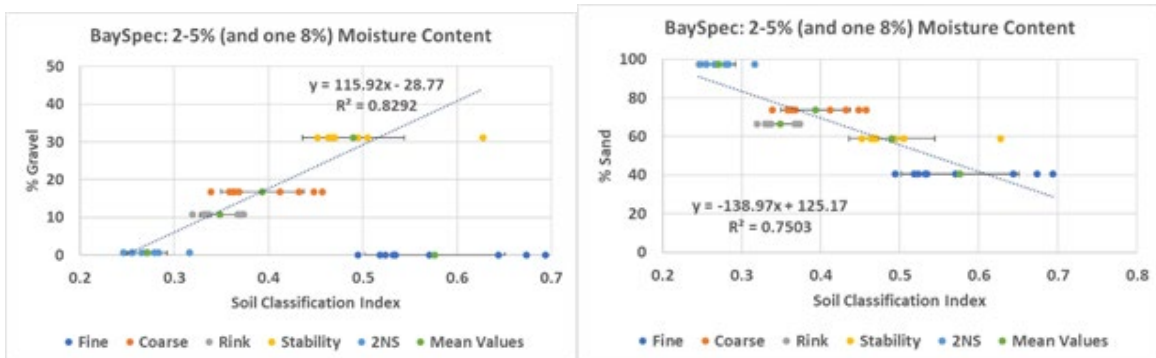 BaySpec: 2-5% (and one 8%) Moisture Content
50
40
30
20
10
0
% Gravel
y = 115.92x - 28.77
R² = 0.8292
0.2 0.3 0.4 0.5 0.6 0.7
Soil Classification Index
Fine Coarse Rink Stability 2NS Mean Values
BaySpec: 2-5% (and one 8%) Moisture Content
100
80
60
40
20
0
% Sand
y = -138.97x + 125.17
R² = 0.7503
0.2 0.3 0.4 0.5 0.6 0.7 0.8
Soil Classification Index
Fine Coarse Rink Stability 2NS Mean Values